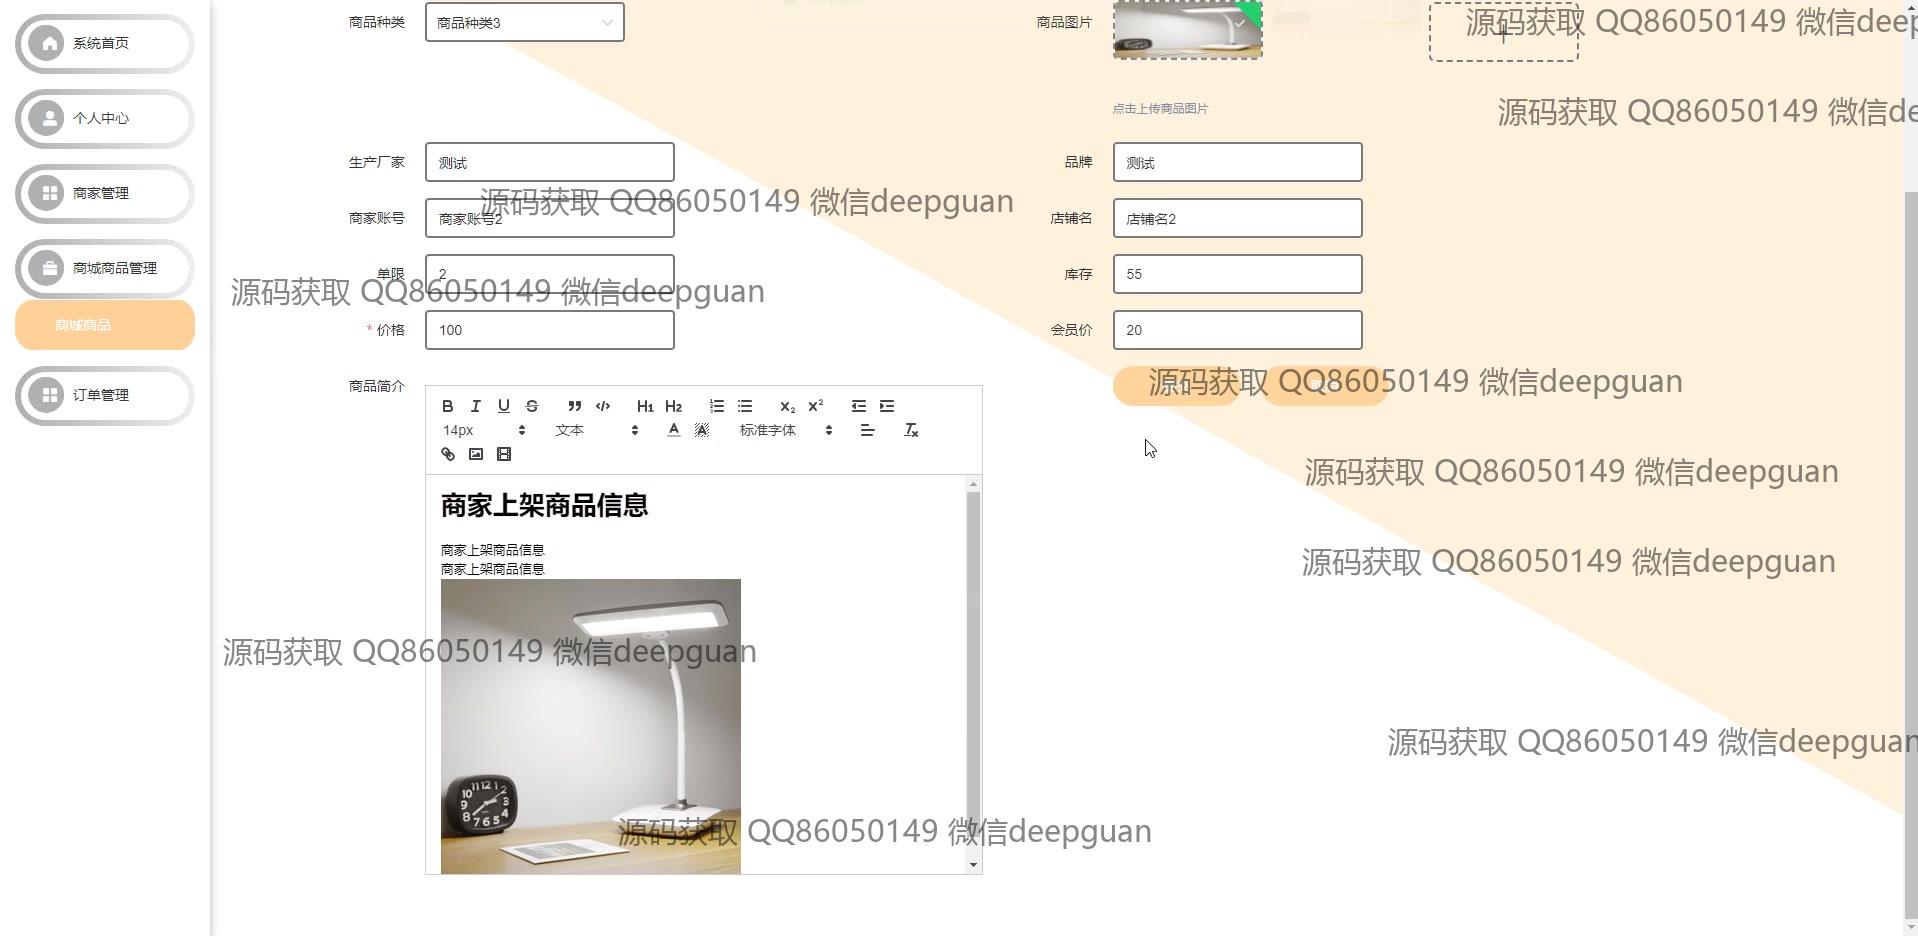 系统首页
个人中心
商家管理
商城商品管理
商城商品
订单管理
商品种类
商品种类3
商品图片
源码获取 QQ86050149 微信deep
点击上传商品图片
源码获取 QQ86050149 微信de
生产厂家
测试
品牌
测试
源码获取 QQ86050149 微信deepguan
商家账号
商家账号2
店铺名
店铺名2
单限
2
库存
55
源码获取 QQ86050149 微信deepguan
* 价格
100
会员价
20
商品简介
源码获取 QQ86050149 微信deepguan
B I U S H1 H2 X2 X2
14px 文本 A A 标准字体 Tx
源码获取 QQ86050149 微信deepguan
商家上架商品信息
商家上架商品信息
商家上架商品信息
源码获取 QQ86050149 微信deepguan
源码获取 QQ86050149 微信deepguan
源码获取 QQ86050149 微信deepguan
源码获取 QQ86050149 微信deepguan